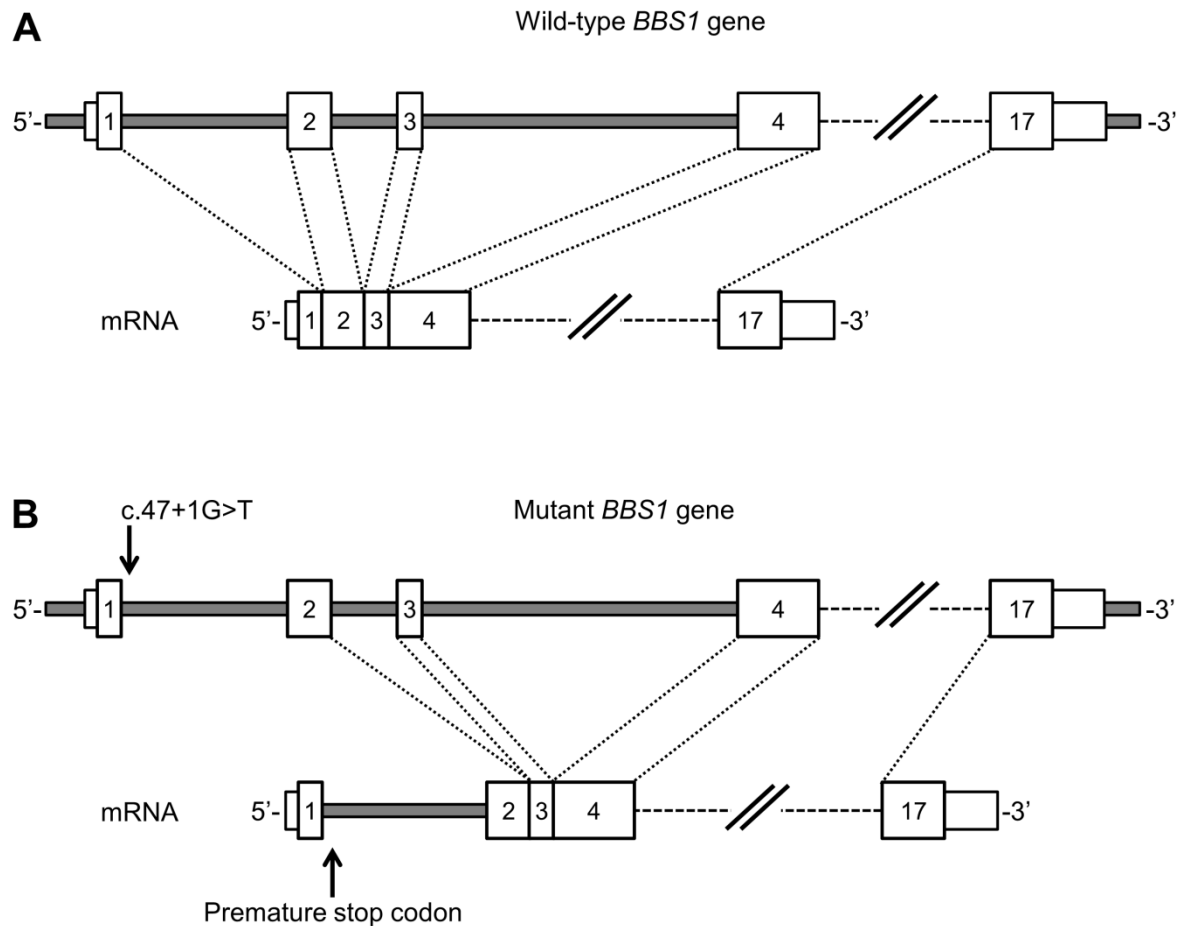 A
Wild-type BBS1 gene
5’- 1 2 3 4 17 -3’
mRNA 5’- 1 2 3 4 17 -3’
B
c.47+1G>T
Mutant BBS1 gene
5’- 1 2 3 4 17 -3’
mRNA 5’- 1 2 3 4 17 -3’
Premature stop codon